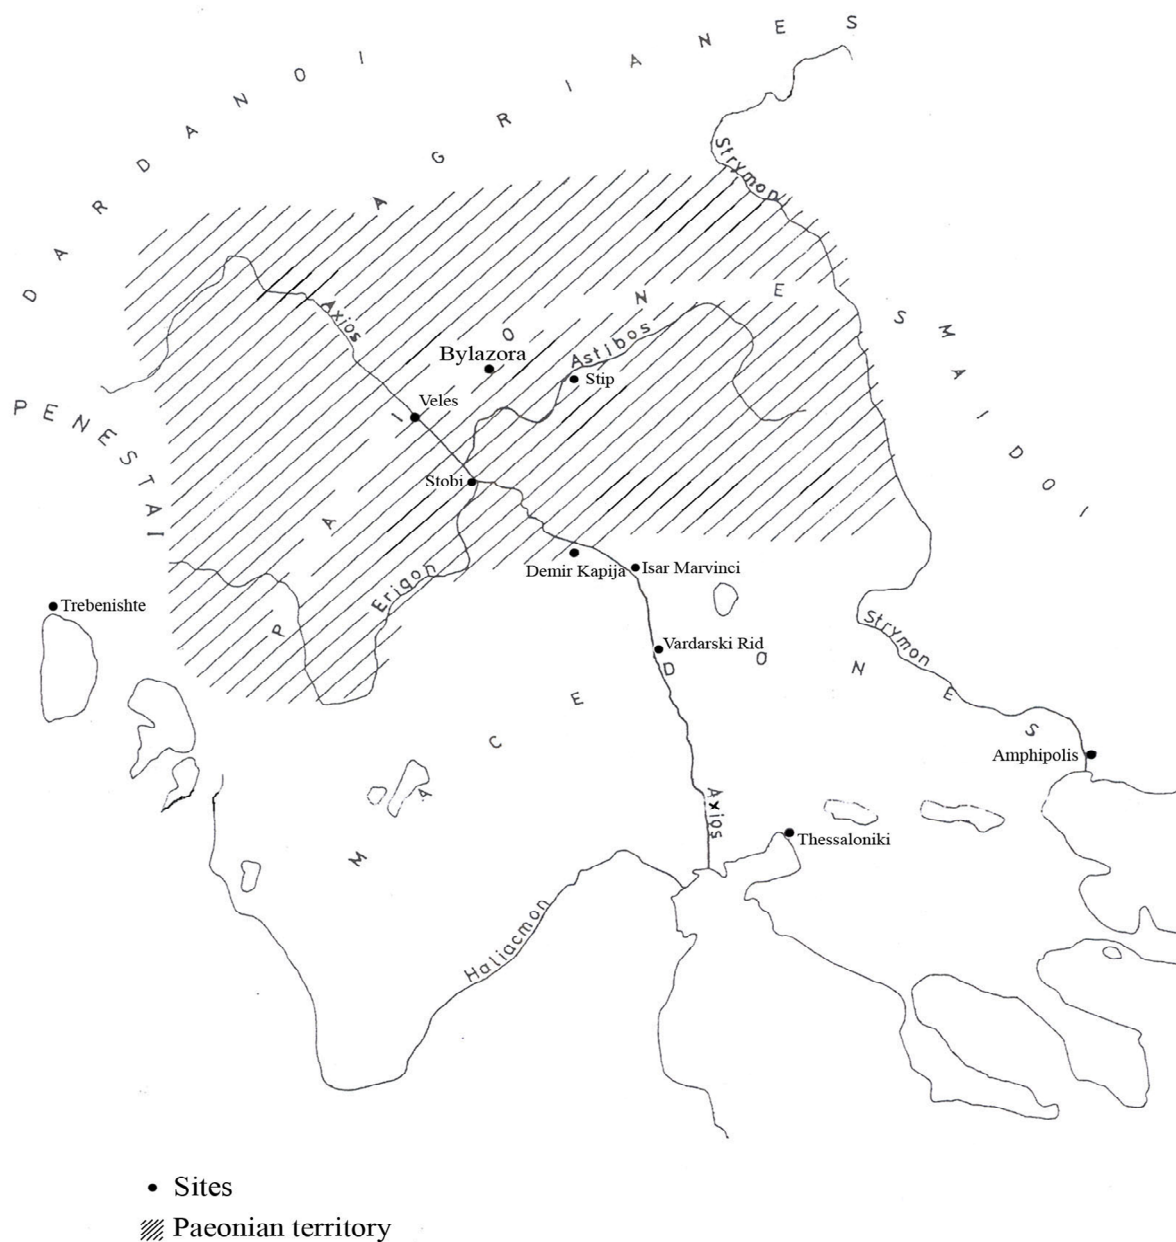 DARDANOI
AGRIANES
Strymon
Axios
PAIONES
MAIDOI
Astibos
Bylazora
Stip
Veles
PENESTAI
Stobi
Demir Kapija
Isar Marvinci
Erigon
Trebenishte
Strymon
Vardarski Rid
MACEDONES
Amphipolis
Axios
Thessaloniki
Haliacmon
Sites
Paeonian territory